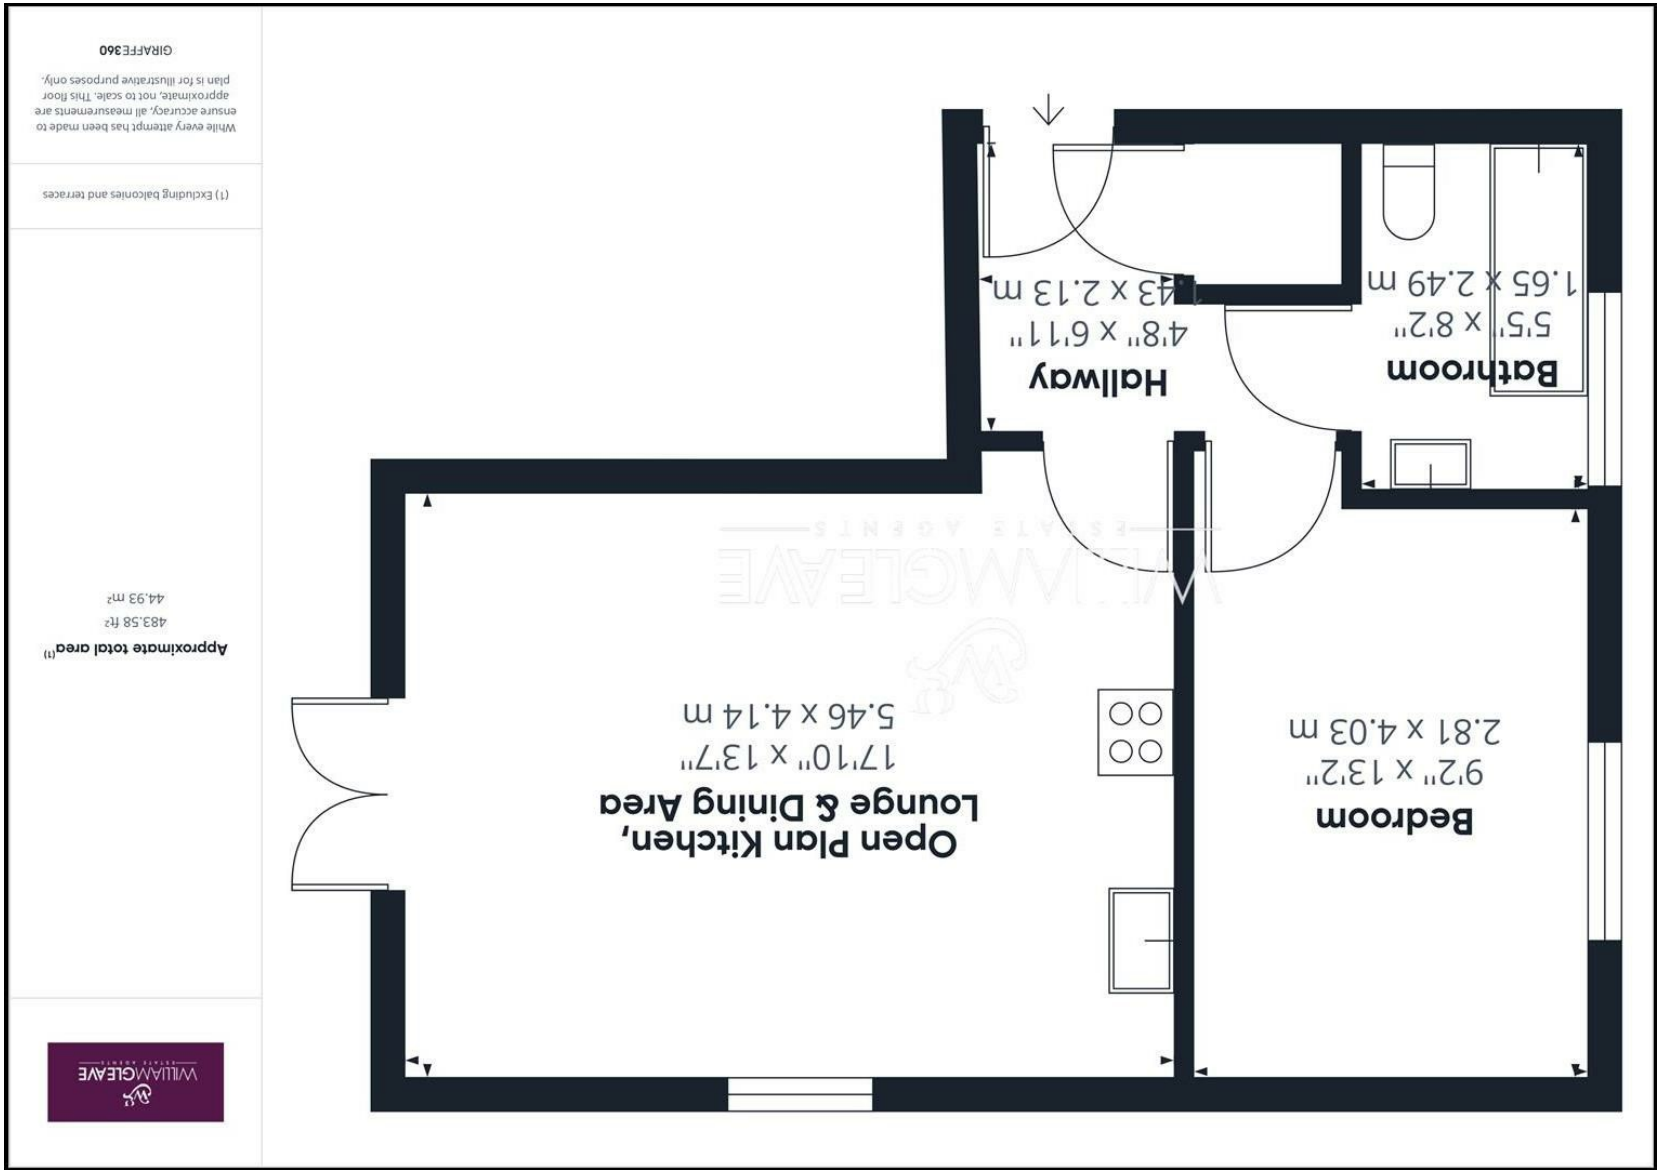 Bedroom
9'2" x 13'2"
2.81 x 4.03 m
Open Plan Kitchen,
Lounge & Dining Area
17'10" x 13'7"
5.46 x 4.14 m
WILLIAMGLEAVE
ESTATE AGENTS
Bathroom
5'5" x 8'2"
1.65 x 2.49 m
Hallway
4'8" x 6'11"
1.43 x 2.13 m
WILLIAMGLEAVE
ESTATE AGENTS
Approximate total area(1)
483.58 ft²
44.93 m²
(1) Excluding balconies and terraces
While every attempt has been made to
ensure accuracy, all measurements are
approximate, not to scale. This floor
plan is for illustrative purposes only.
GIRAFFE360